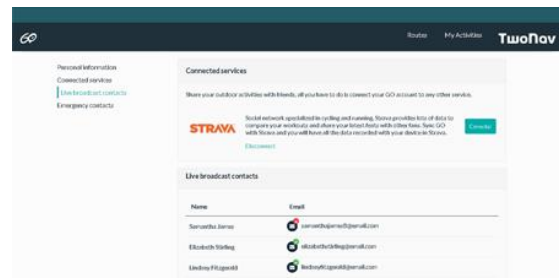 GO
Routes My Activities TwoNav
Personal information
Connected services
Live broadcast contacts
Emergency contacts
Connected services
Share your outdoor activities with friends, all you have to do is connect your GO account to any other service.
STRAVA
Social network specialized in cycling and running. Strava provides lots of data to
compare your workouts and share your latest feats with other fans. Sync GO
with Strava and you will have all the data recorded with your device in Strava.
Connect
Disconnect
Live broadcast contacts
Name Email
Samantha James
Elizabeth Stirling
Lindsey Fitzgerald